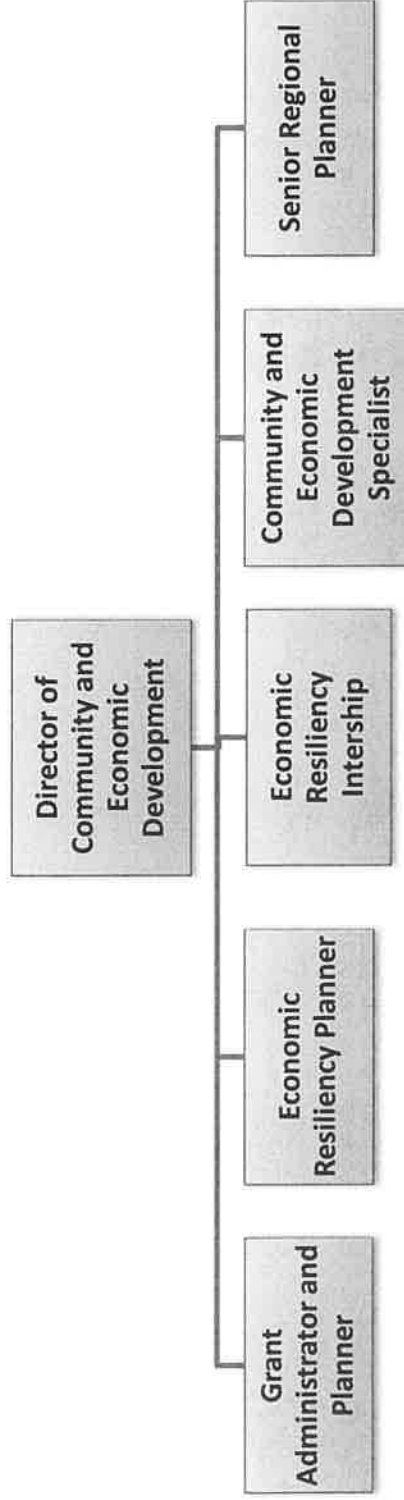 Director of
Community and
Economic
Development
Grant
Administrator and
Planner
Economic
Resiliency Planner
Economic
Resiliency
Intership
Community and
Economic
Development
Specialist
Senior Regional
Planner